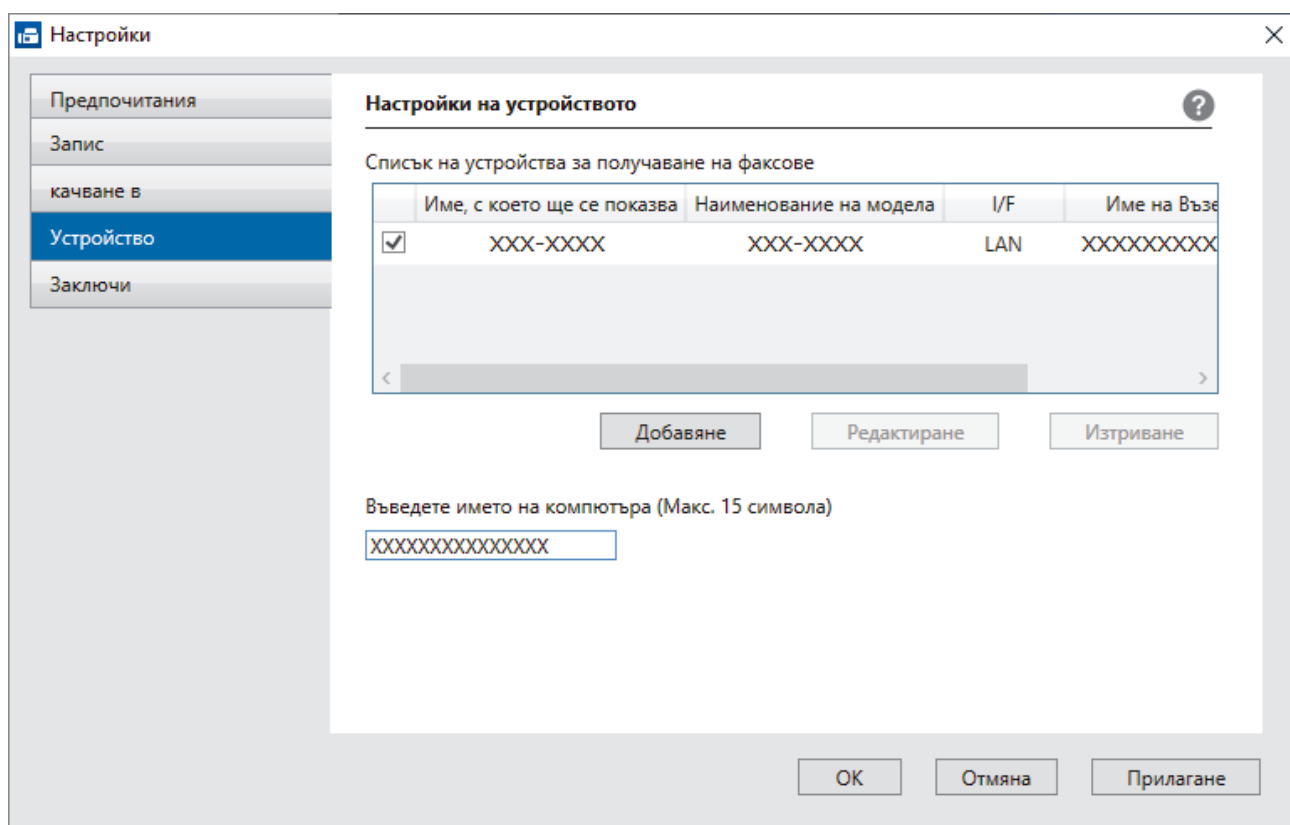 Настройки
Предпочитания
Запис
качване в
Устройство
Заключи
Настройки на устройството
?
Списък на устройства за получаване на факсове
Име, с което ще се показва Наименование на модела I/F Име на Възе
XXX-XXXX XXX-XXXX LAN XXXXXXXXX
Добавяне Редактиране Изтриване
Въведете името на компютъра (Макс. 15 символа)
XXXXXXXXXXXXXXX
OK Отмяна Прилагане